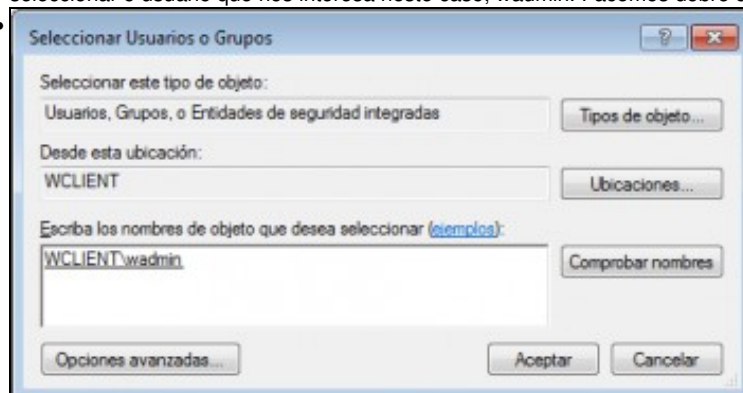 Seleccionar Usuarios o Grupos
Seleccionar este tipo de objeto:
Usuarios, Grupos, o Entidades de seguridad integradas
Tipos de objeto...
Desde esta ubicación:
WCLIENT
Ubicaciones...
Escriba los nombres de objeto que desea seleccionar (ejemplos):
WCLIENT\wadmin
Comprobar nombres
Opciones avanzadas...
Aceptar
Cancelar